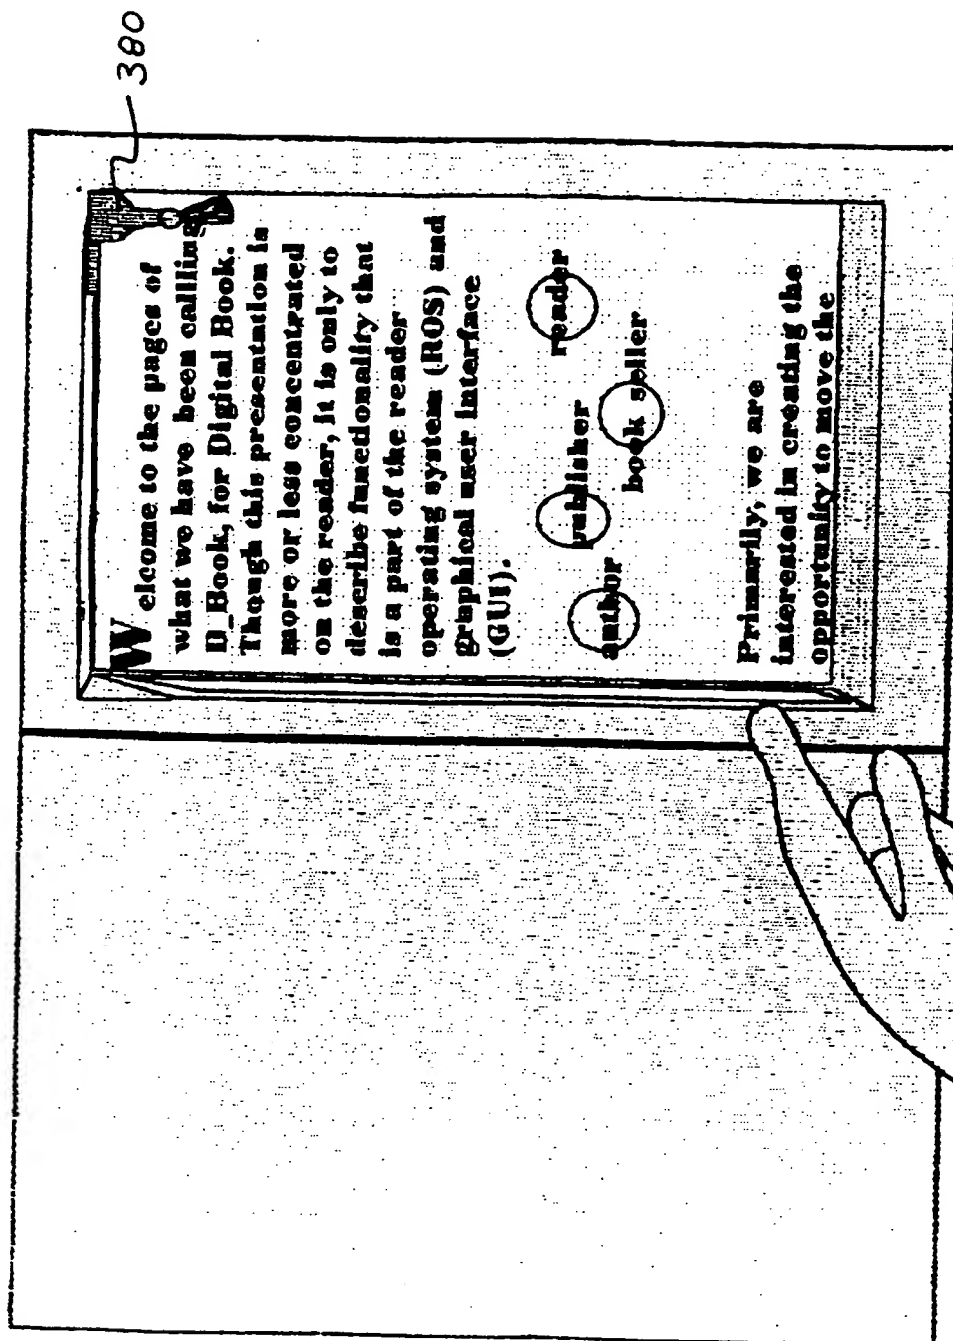 380
Welcome to the pages of
what we have been callling
D_Book, for Digital Book.
Though this presentation is
more or less concentrated
on the reader, it is only to
describe funcdonality that
is a part of the reader
operating system (ROS) and
graphical user interface
(GUI).
author publisher reader
book seller
Primarily, we are
interested in creating the
opportunity to move the